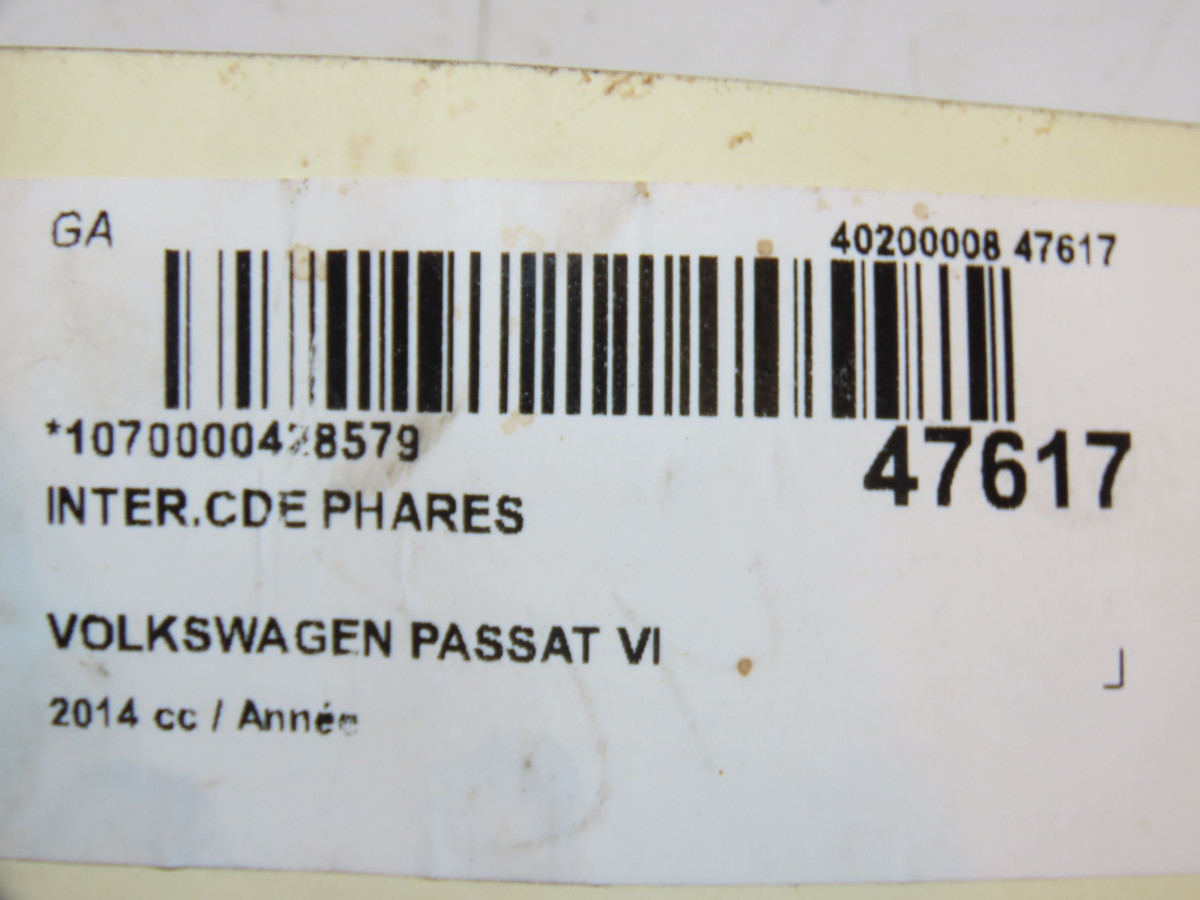 GA
40200008 47617
*1070000428579
47617
INTER.CDE PHARES
VOLKSWAGEN PASSAT VI
2014 cc / Année